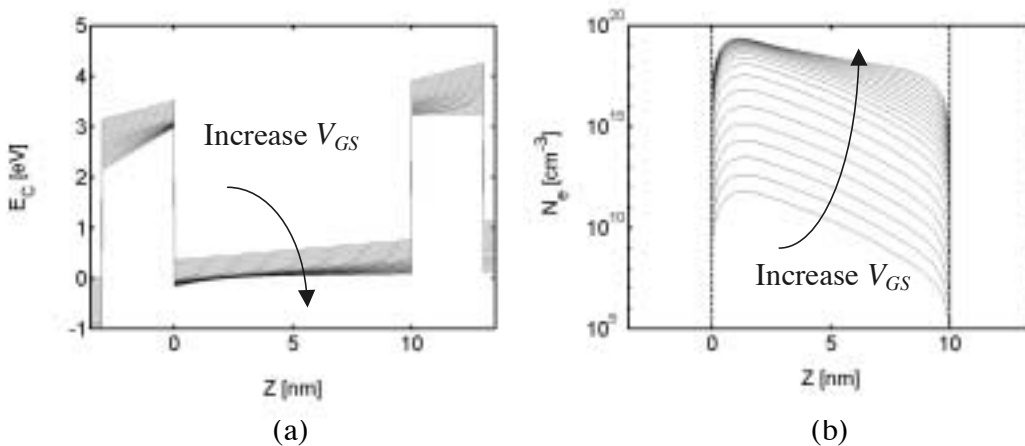 5
4
3
2
1
0
-1
E_C [eV]
Increase V_GS
0
5
10
Z [nm]
(a)
10^20
10^15
10^10
10^5
N_e [cm^-3]
Increase V_GS
0
5
10
Z [nm]
(b)